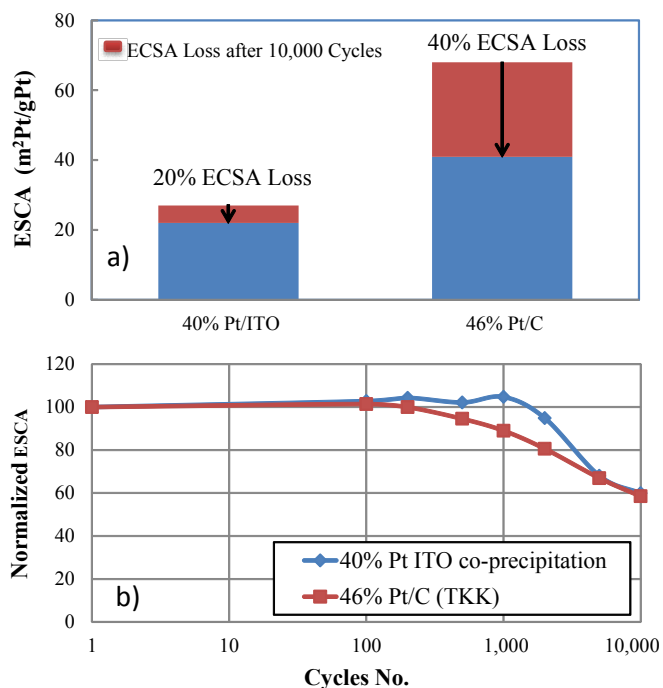 80
ECSA Loss after 10,000 Cycles
40% ECSA Loss
60
ESCA (m²Pt/gPt)
40
20% ECSA Loss
20
a)
0
40% Pt/ITO
46% Pt/C
120
100
80
Normalized ESCA
60
40
40% Pt ITO co-precipitation
20
46% Pt/C (TKK)
b)
0
1
10
100
1,000
10,000
Cycles No.